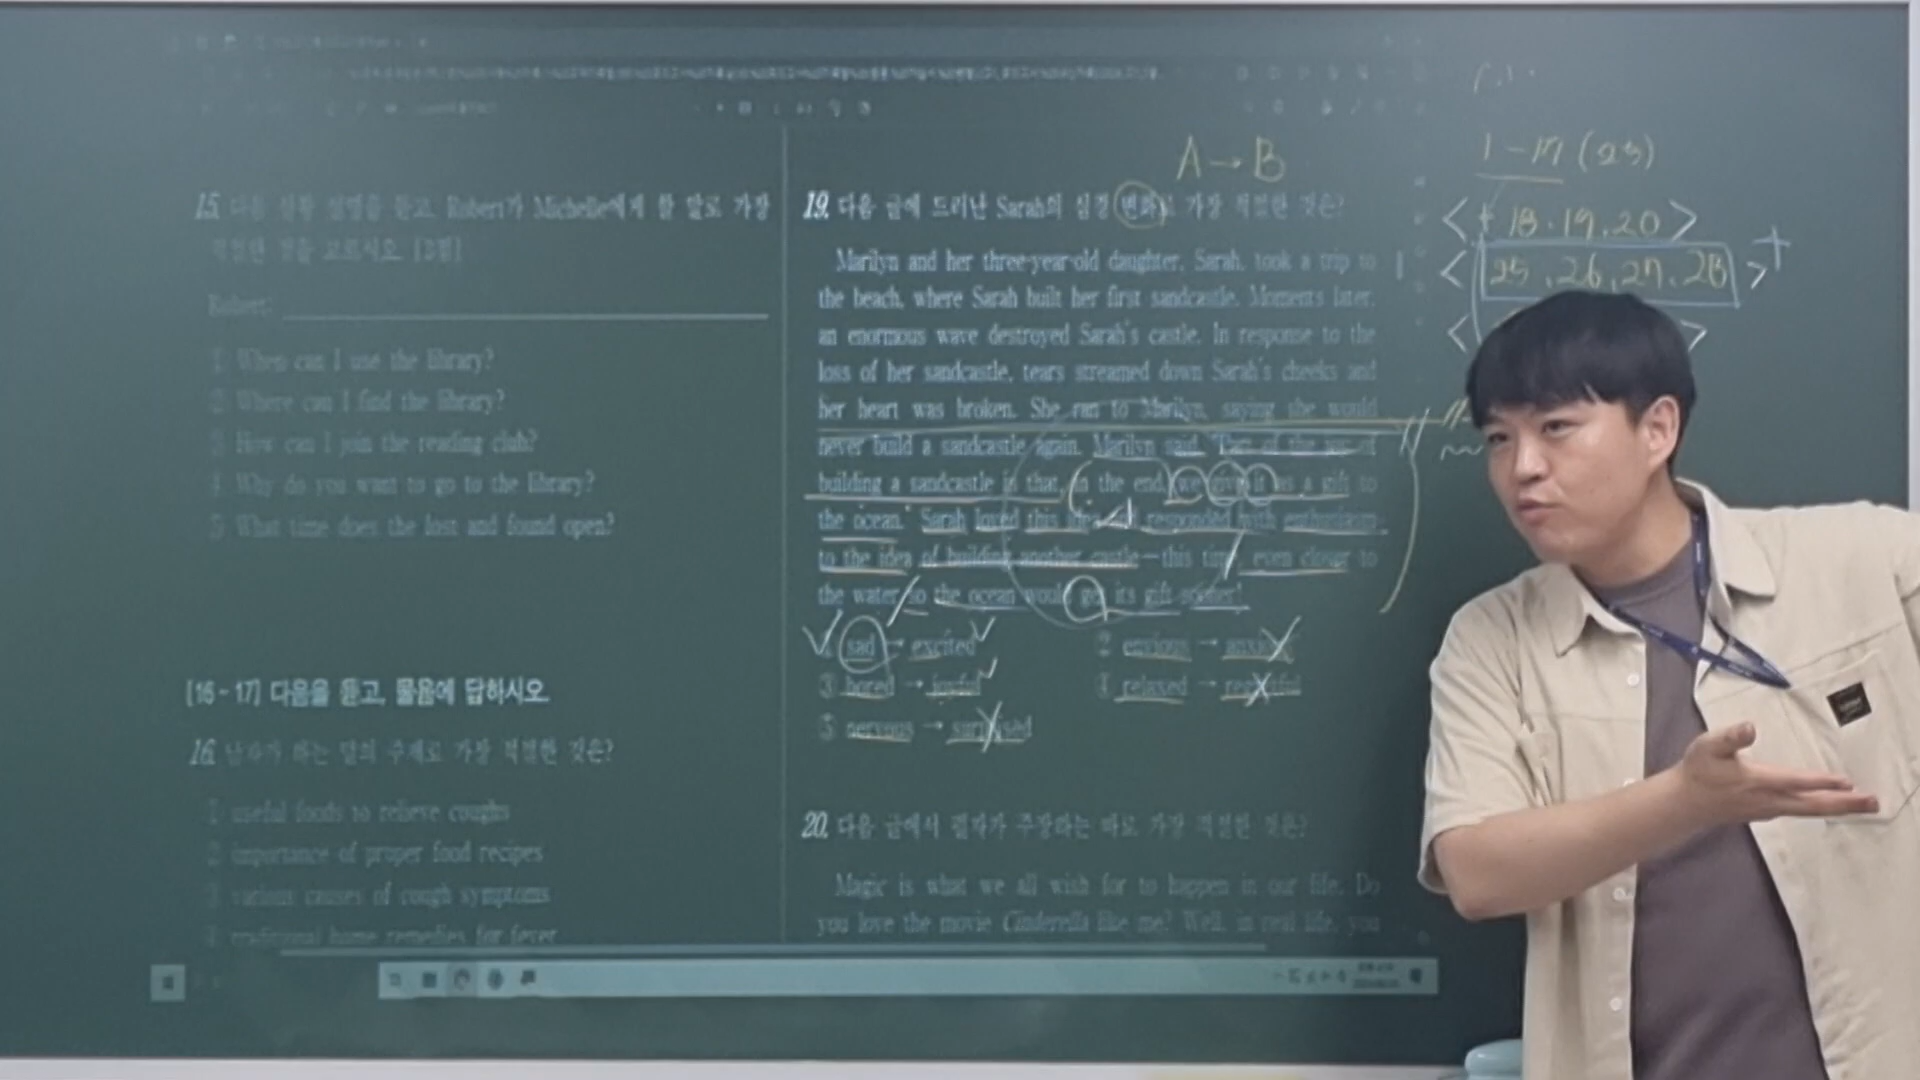 15. 다음 상황 설명을 듣고, Robert가 Michelle에게 할 말로 가장
적절한 것을 고르시오. [3점]
Robert:
① When can I use the library?
② Where can I find the library?
③ How can I join the reading club?
④ Why do you want to go to the library?
⑤ What time does the lost and found open?
[16~17] 다음을 듣고, 물음에 답하시오.
16. 남자가 하는 말의 주제로 가장 적절한 것은?
① useful foods to relieve coughs
② importance of proper food recipes
③ various causes of cough symptoms
④ traditional home remedies for fever
A → B
19. 다음 글에 드러난 Sarah의 심경 변화로 가장 적절한 것은?
Marilyn and her three-year-old daughter, Sarah, took a trip to
the beach, where Sarah built her first sandcastle. Moments later,
an enormous wave destroyed Sarah's castle. In response to the
loss of her sandcastle, tears streamed down Sarah's cheeks and
her heart was broken. She ran to Marilyn, saying she would
never build a sandcastle again. Marilyn said, "Part of the joy of
building a sandcastle is that, in the end, we give it as a gift to
the ocean." Sarah loved this idea and responded with enthusiasm
to the idea of building another castle—this time, even closer to
the water so the ocean would get its gift sooner!
① sad → excited
② envious → anxious
③ bored → joyful
④ relaxed → regretful
⑤ nervous → surprised
20. 다음 글에서 필자가 주장하는 바로 가장 적절한 것은?
Magic is what we all wish for to happen in our life. Do
you love the movie Cinderella like me? Well, in real life, you
1-17 (25)
< 18. 19. 20 >
< 25, 26, 27, 28 > +